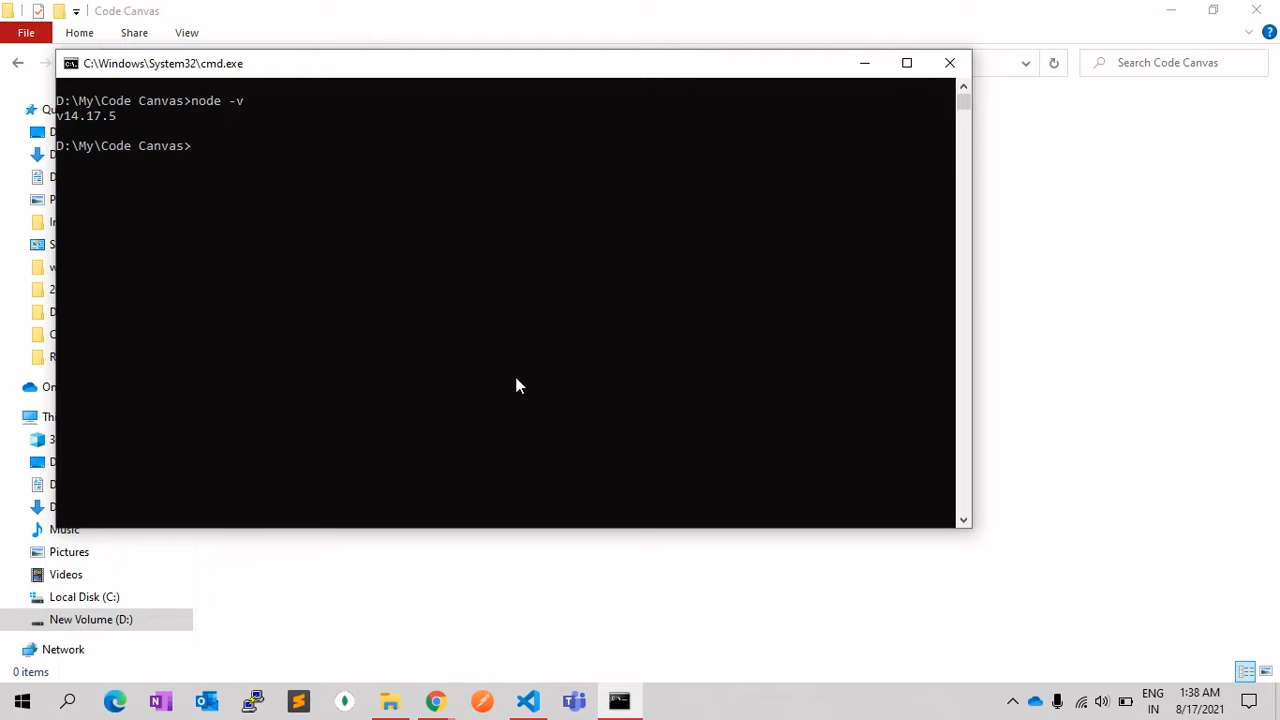 Code Canvas
File Home Share View
C:\Windows\System32\cmd.exe
Search Code Canvas
D:\My\Code Canvas>node -v
v14.17.5
D:\My\Code Canvas>
Music
Pictures
Videos
Local Disk (C:)
New Volume (D:)
Network
0 items
ENG
IN
1:38 AM
8/17/2021